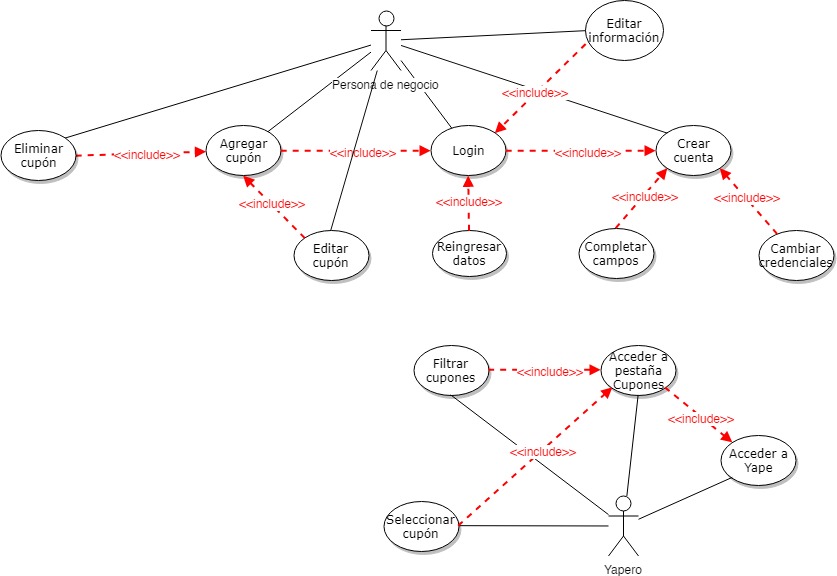 Editar
información
Persona de negocio
<<include>>
Eliminar
cupón
<<include>>
Agregar
cupón
<<include>>
Login
<<include>>
Crear
cuenta
<<include>>
<<include>>
<<include>>
<<include>>
Editar
cupón
Reingresar
datos
Completar
campos
Cambiar
credenciales
Filtrar
cupones
<<include>>
Acceder a
pestaña
Cupones
<<include>>
<<include>>
Acceder a
Yape
Seleccionar
cupón
Yapero